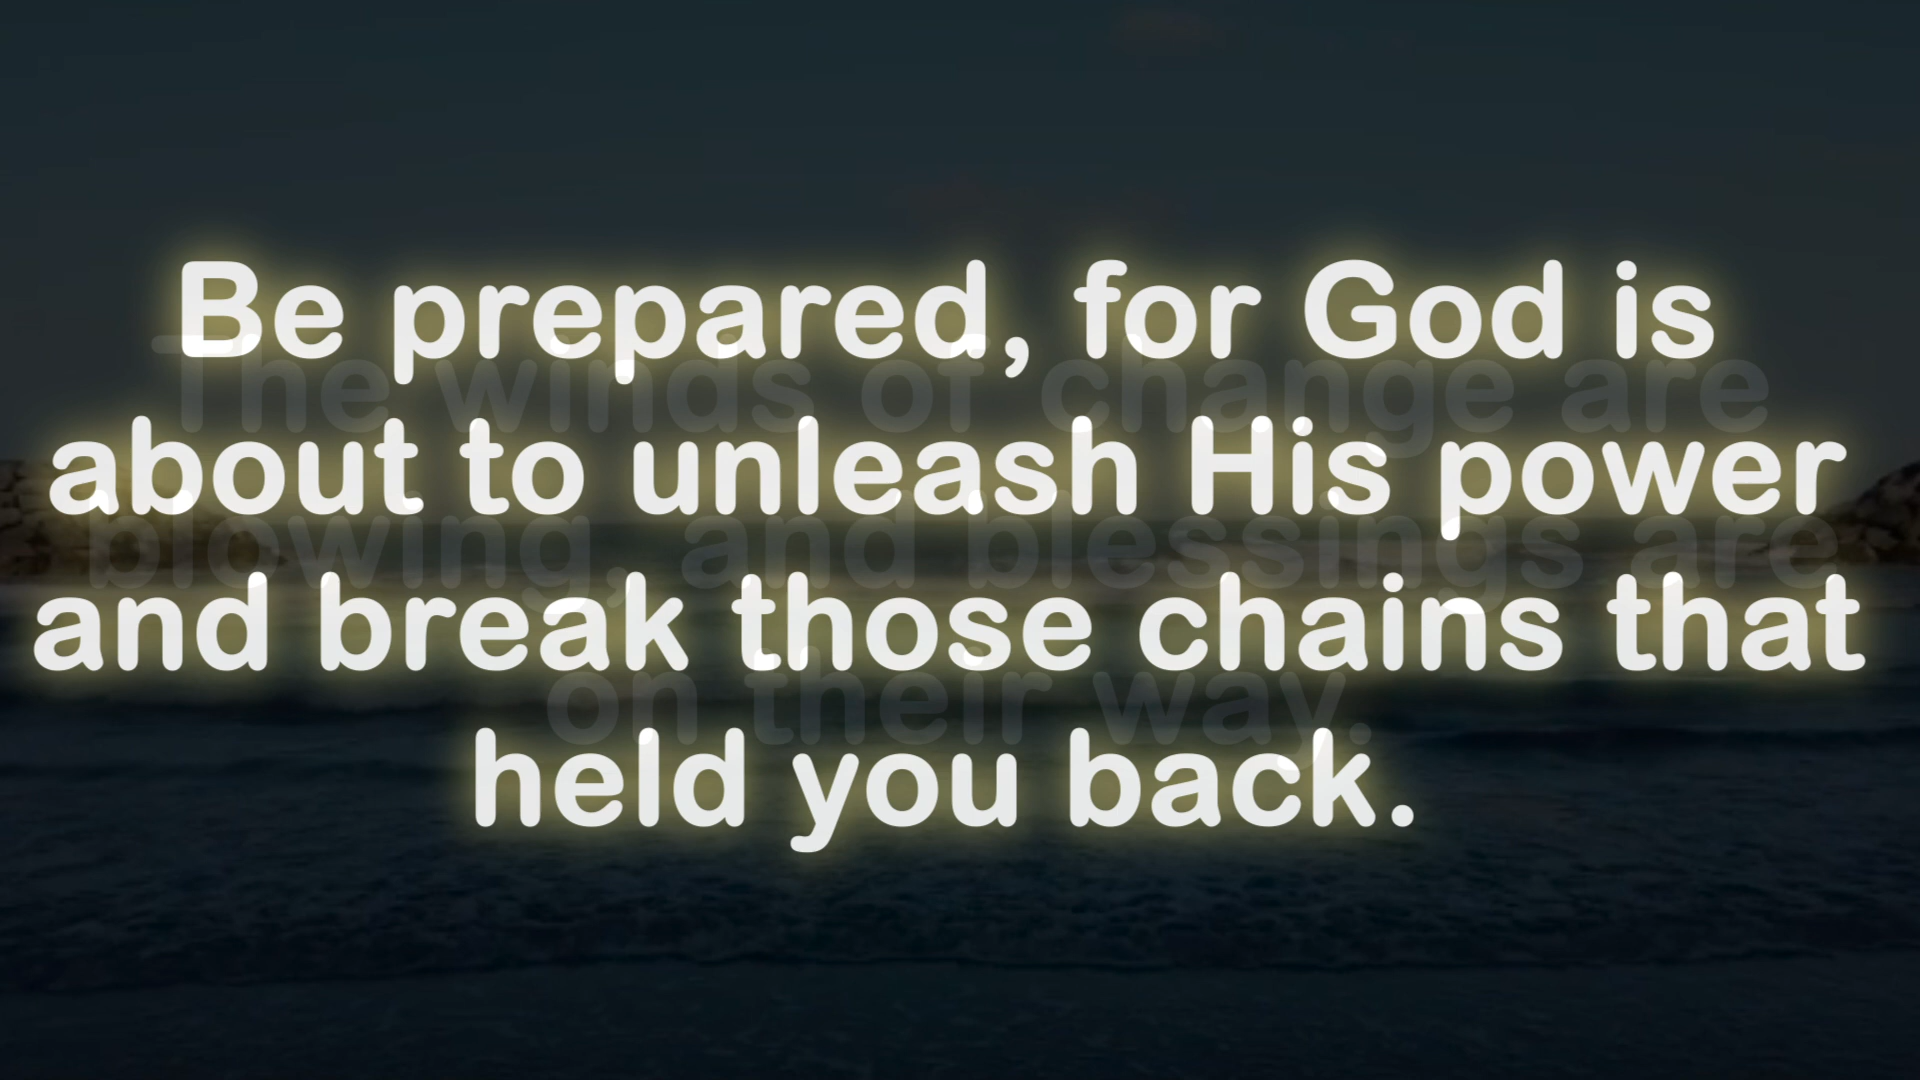 Be prepared, for God is
about to unleash His power
and break those chains that
held you back.
The winds of change are
blowing, and blessings are
on their way.